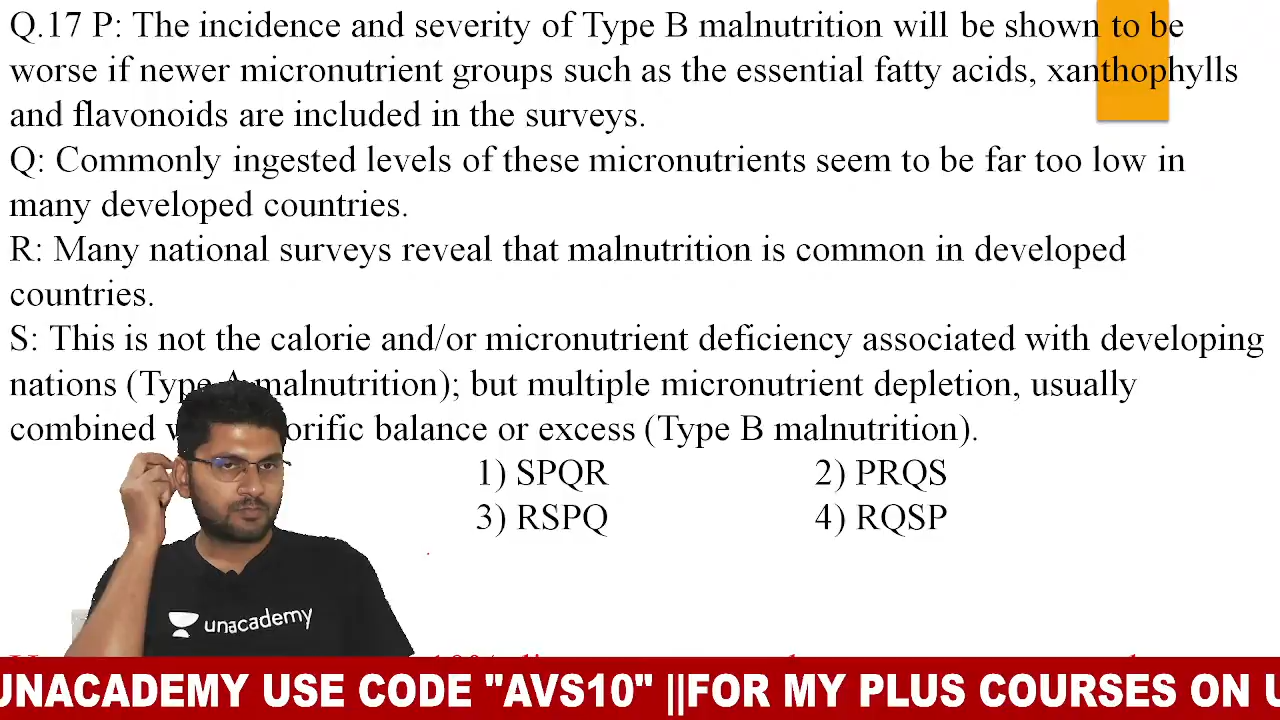 Q.17 P: The incidence and severity of Type B malnutrition will be shown to be
worse if newer micronutrient groups such as the essential fatty acids, xanthophylls
and flavonoids are included in the surveys.
Q: Commonly ingested levels of these micronutrients seem to be far too low in
many developed countries.
R: Many national surveys reveal that malnutrition is common in developed
countries.
S: This is not the calorie and/or micronutrient deficiency associated with developing
nations (Type A malnutrition); but multiple micronutrient depletion, usually
combined orific balance or excess (Type B malnutrition).
1) SPQR 2) PRQS
3) RSPQ 4) RQSP
unacademy
UNACADEMY USE CODE "AVS10" ||FOR MY PLUS COURSES ON U